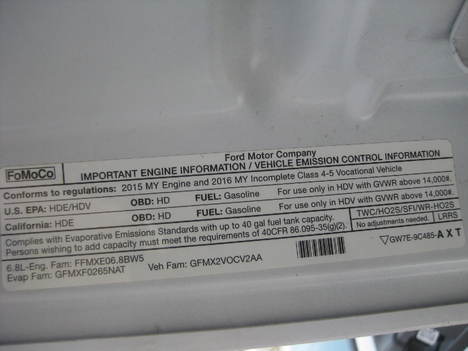 Ford Motor Company
FoMoCo IMPORTANT ENGINE INFORMATION / VEHICLE EMISSION CONTROL INFORMATION
Conforms to regulations: 2015 MY Engine and 2016 MY Incomplete Class 4-5 Vocational Vehicle
U.S. EPA: HDE/HDV OBD: HD FUEL: Gasoline For use only in HDV with GVWR above 14,000#.
California: HDE OBD: HD FUEL: Gasoline For use only in HDV with GVWR above 14,000#.
Complies with Evaporative Emissions Standards with up to 40 gal fuel tank capacity. TWC/HO2S/SFI/WR-HO2S
Persons wishing to add capacity must meet the requirements of 40CFR 86.095-35(g)(2). No adjustments needed. LRRS
6.8L-Eng. Fam: FFMXE06.8BW5 Veh Fam: GFMX2VOCV2AA GW7E-9C485-AXT
Evap Fam: GFMXF0265NAT